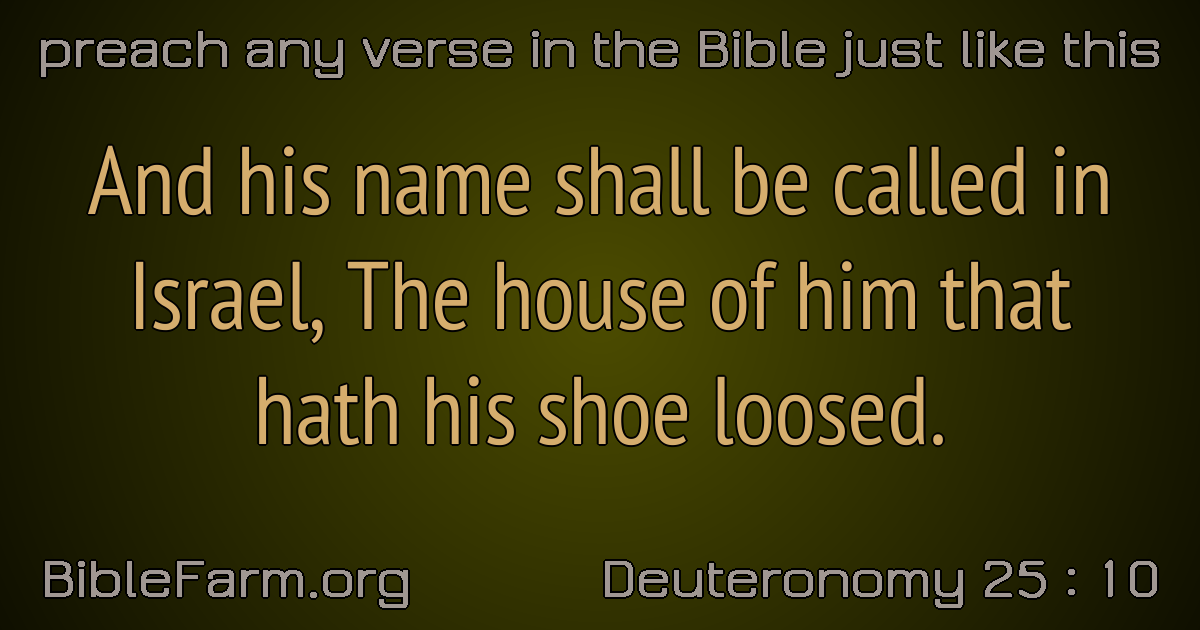 preach any verse in the Bible just like this
And his name shall be called in
Israel, The house of him that
hath his shoe loosed.
BibleFarm.org
Deuteronomy 25 : 10